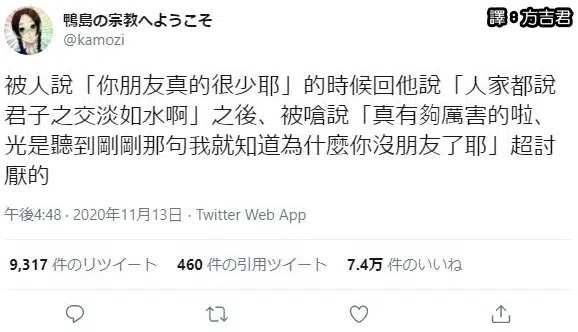 鴨島の宗教へようこそ
@kamozi
譯8方吉君
被人說「你朋友真的很少耶」的時候回他說「人家都說
君子之交淡如水啊」之後、被嗆說「真有夠厲害的啦、
光是聽到剛剛那句我就知道為什麼你沒朋友了耶」超討
厭的
午後4:48 · 2020年11月13日 · Twitter Web App
9,317 件のリツイート 460 件の引用ツイート 7.4万 件のいいね